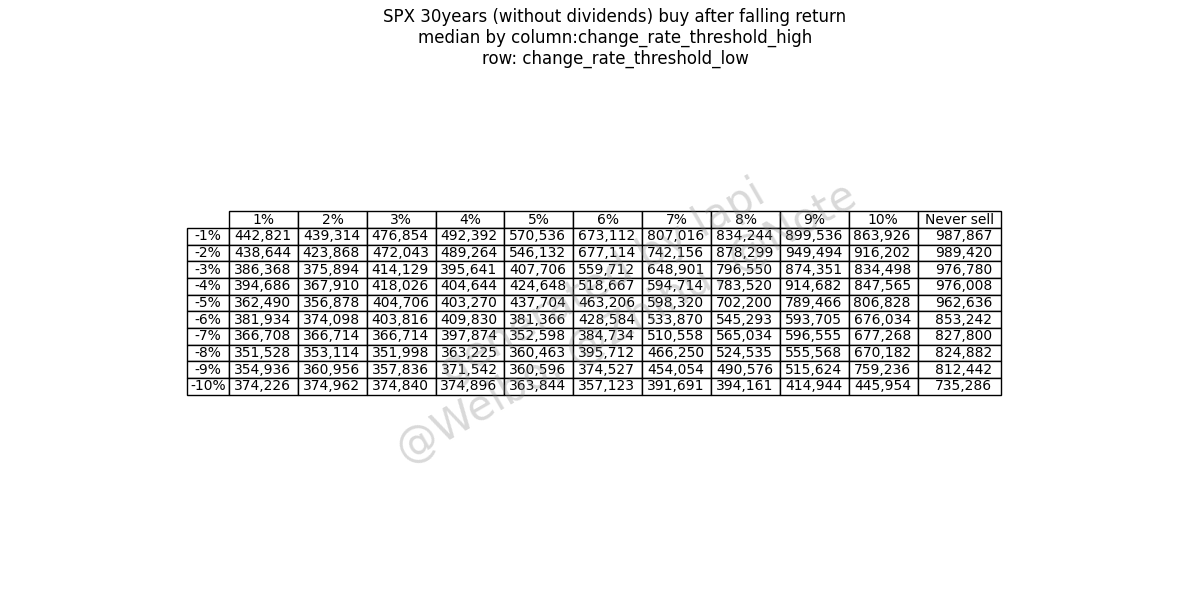 SPX 30years (without dividends) buy after falling return
median by column:change_rate_threshold_high
row: change_rate_threshold_low
1% 2% 3% 4% 5% 6% 7% 8% 9% 10% Never sell
-1% 442,821 439,314 476,854 492,392 570,536 673,112 807,016 834,244 899,536 863,926 987,867
-2% 438,644 423,868 472,043 489,264 546,132 677,114 742,156 878,299 949,494 916,202 989,420
-3% 386,368 375,894 414,129 395,641 407,706 559,712 648,901 796,550 874,351 834,498 976,780
-4% 394,686 367,910 418,026 404,644 424,648 518,667 594,714 783,520 914,682 847,565 976,008
-5% 362,490 356,878 404,706 403,270 437,704 463,206 598,320 702,200 789,466 806,828 962,636
-6% 381,934 374,098 403,816 409,830 381,366 428,584 533,870 545,293 593,705 676,034 853,242
-7% 366,708 366,714 366,714 397,874 352,598 384,734 510,558 565,034 596,555 677,268 827,800
-8% 351,528 353,114 351,998 363,225 360,463 395,712 466,250 524,535 555,568 670,182 824,882
-9% 354,936 360,956 357,836 371,542 360,596 374,527 454,054 490,576 515,624 759,236 812,442
-10% 374,226 374,962 374,840 374,896 363,844 357,123 391,691 394,161 414,944 445,954 735,286